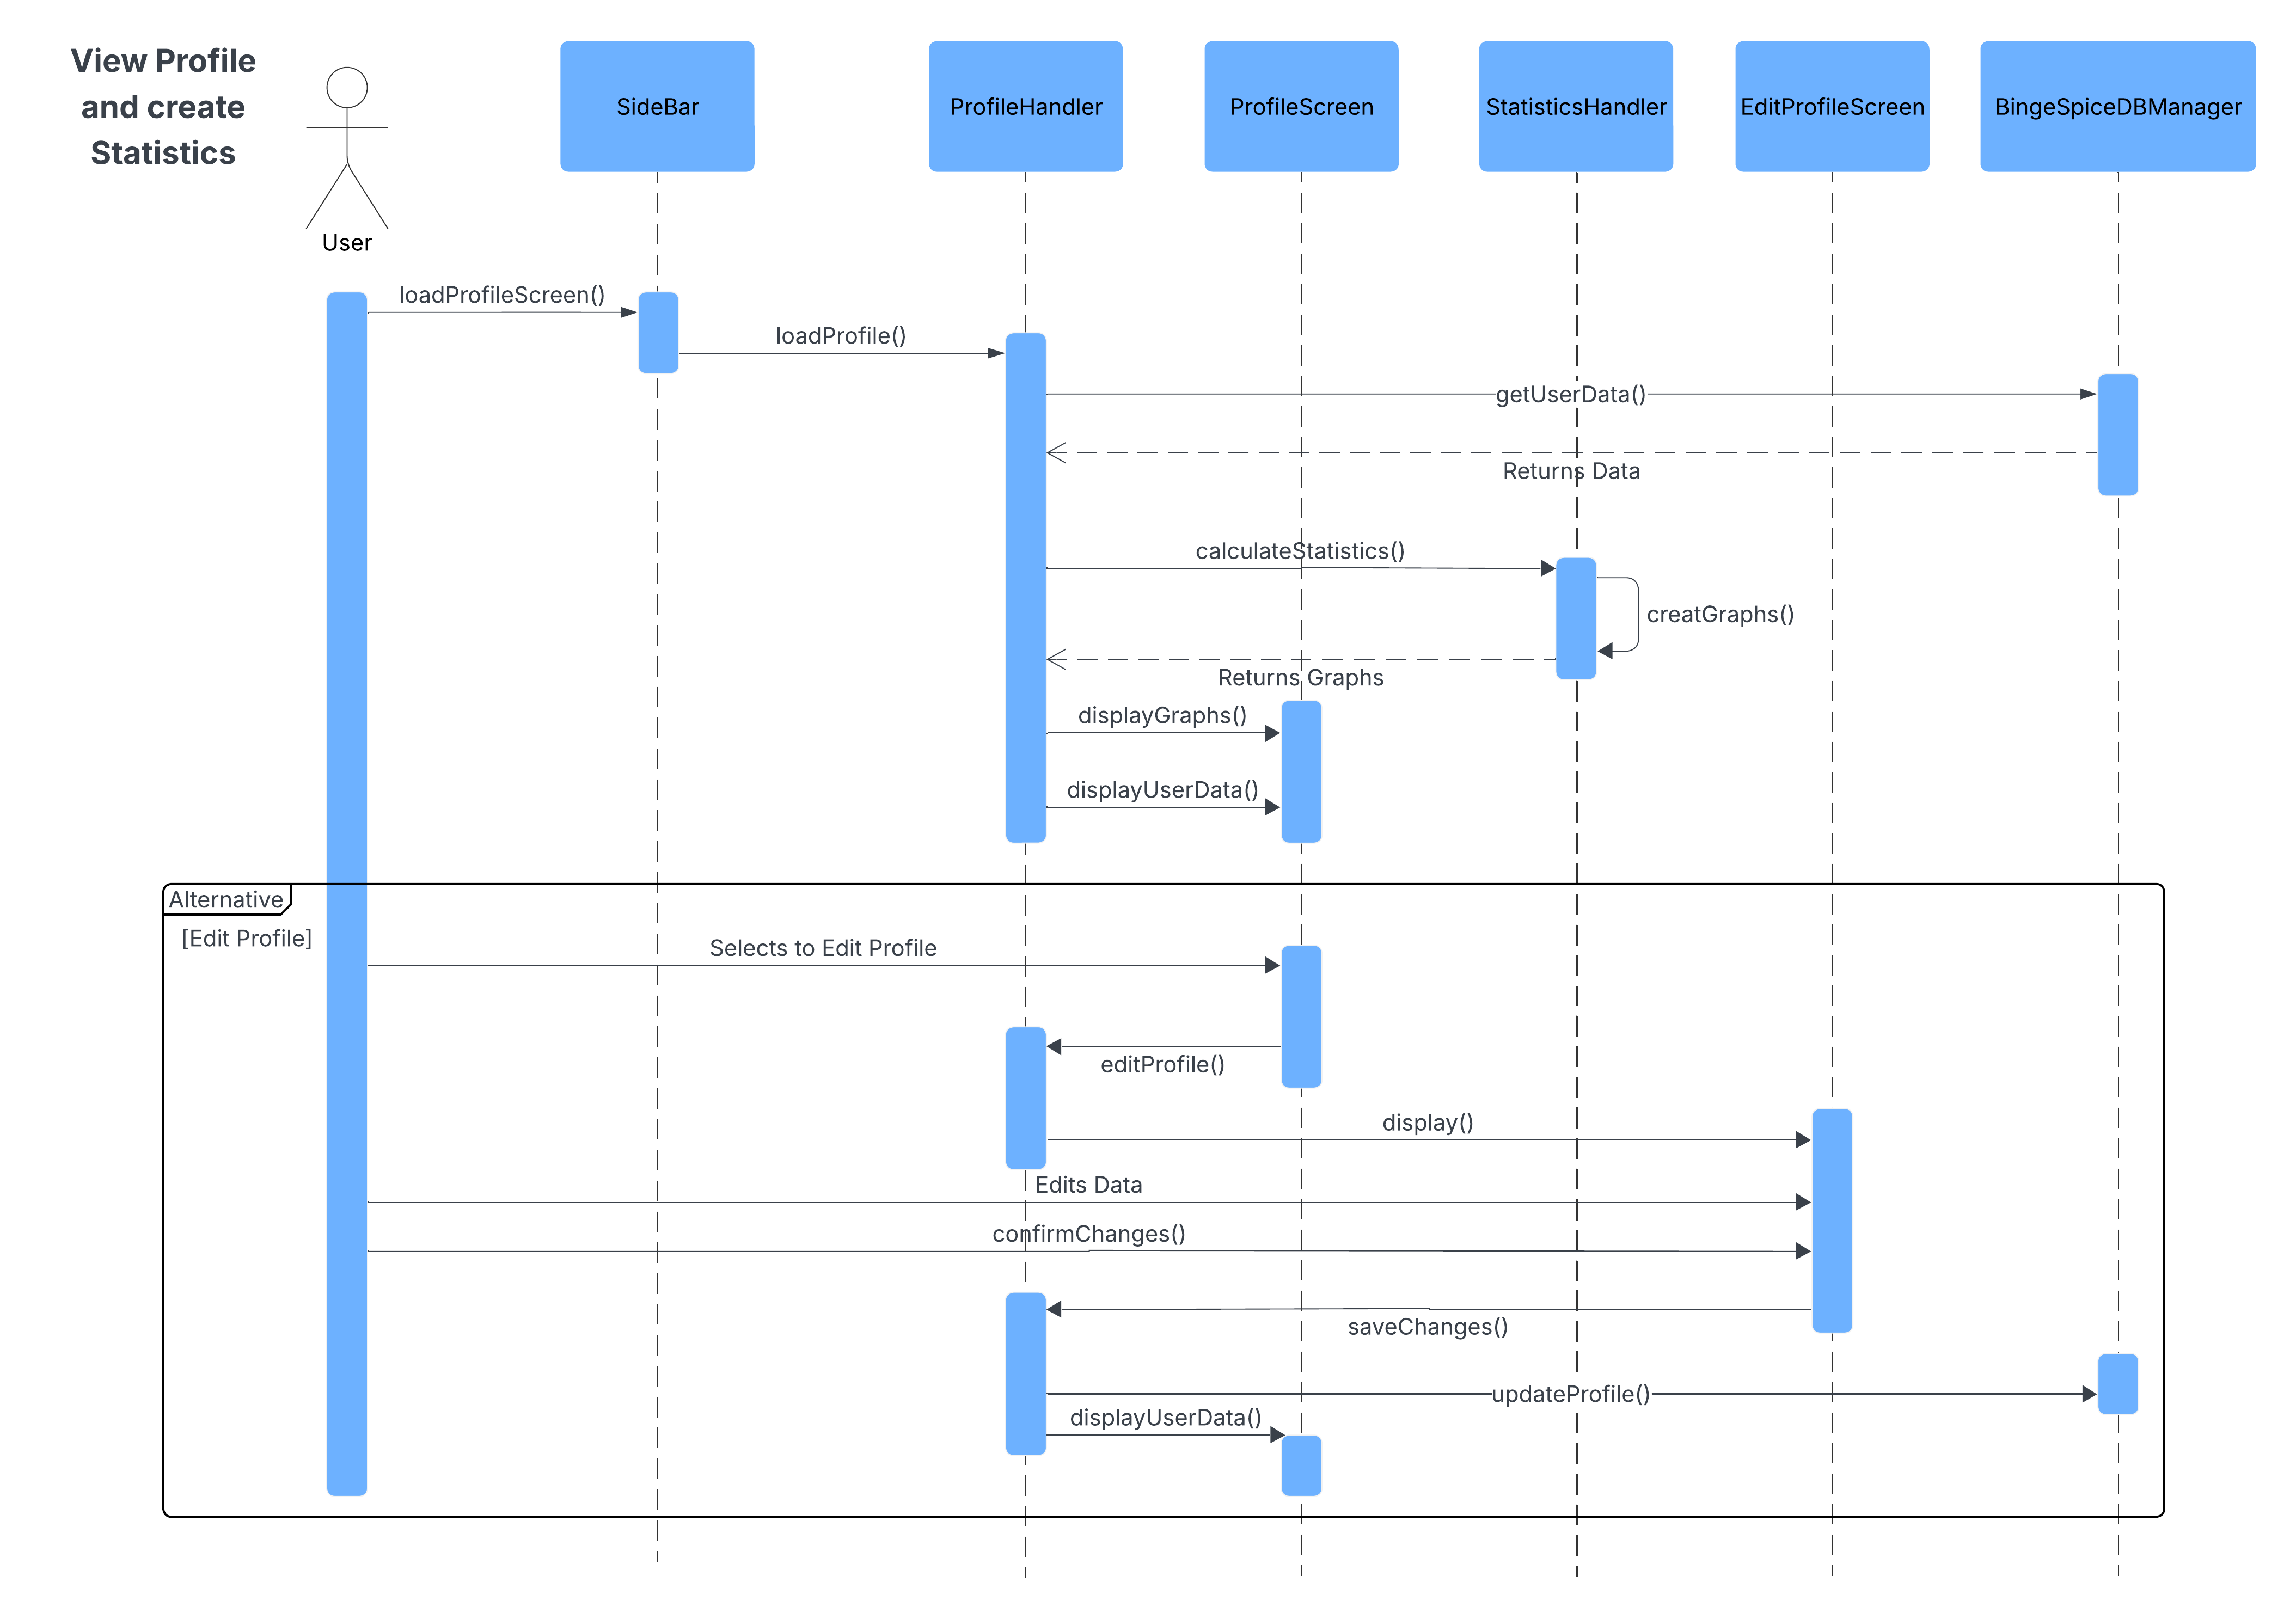 View Profile
and create
Statistics
User
SideBar
ProfileHandler
ProfileScreen
StatisticsHandler
EditProfileScreen
BingeSpiceDBManager
loadProfileScreen()
loadProfile()
getUserData()
Returns Data
calculateStatistics()
creatGraphs()
Returns Graphs
displayGraphs()
displayUserData()
Alternative
[Edit Profile]
Selects to Edit Profile
editProfile()
display()
Edits Data
confirmChanges()
saveChanges()
updateProfile()
displayUserData()